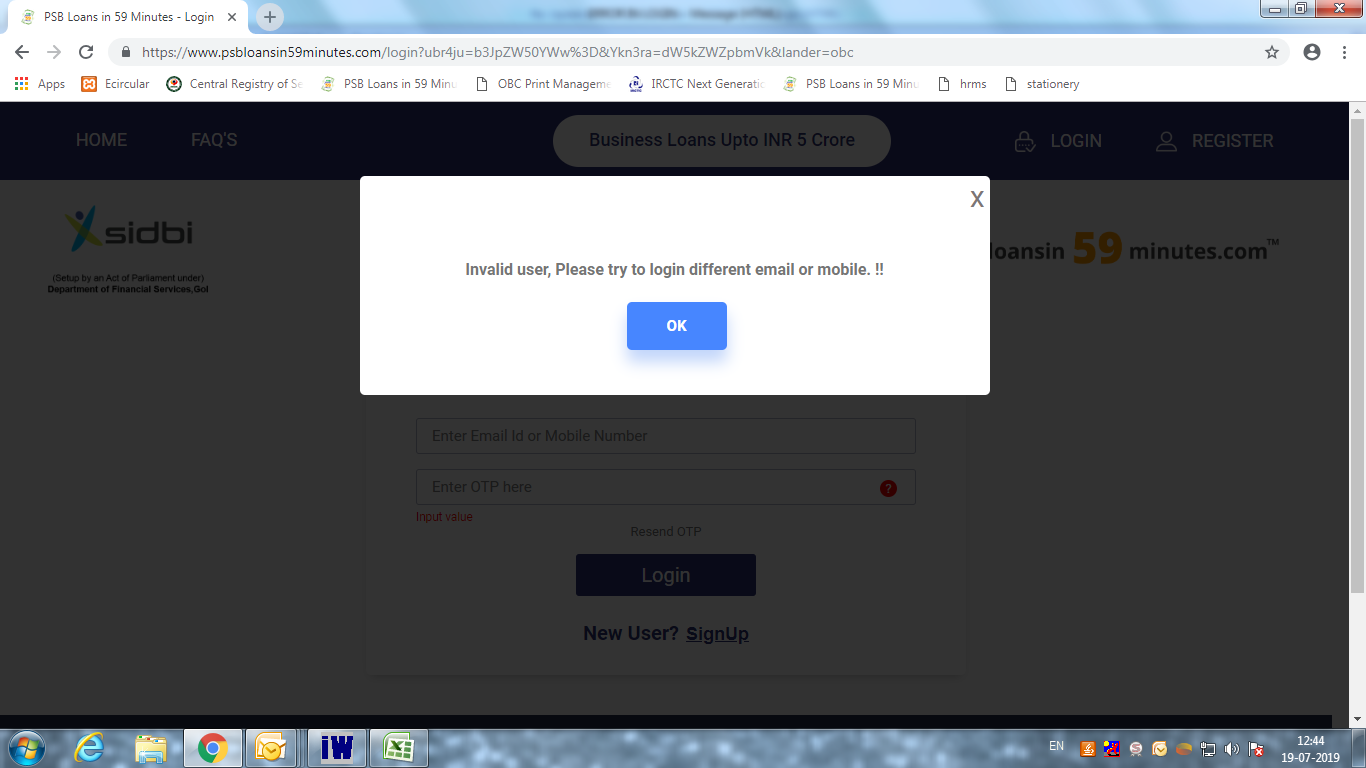 PSB Loans in 59 Minutes - Login
https://www.psbloansin59minutes.com/login?ubr4ju=b3JpZW50YWw%3D&Ykn3ra=dW5kZWZpbmVk&lander=obc
Apps Ecircular Central Registry of Se PSB Loans in 59 Minu OBC Print Manageme IRCTC Next Generatio PSB Loans in 59 Minu hrms stationery
HOME FAQ'S Business Loans Upto INR 5 Crore LOGIN REGISTER
X
sidbi
(Setup by an Act of Parliament under)
Department of Financial Services,GoI
loansin 59 minutes.com™
Invalid user, Please try to login different email or mobile. !!
OK
Enter Email Id or Mobile Number
Enter OTP here ?
Input value
Resend OTP
Login
New User? SignUp
iW
EN
12:44
19-07-2019